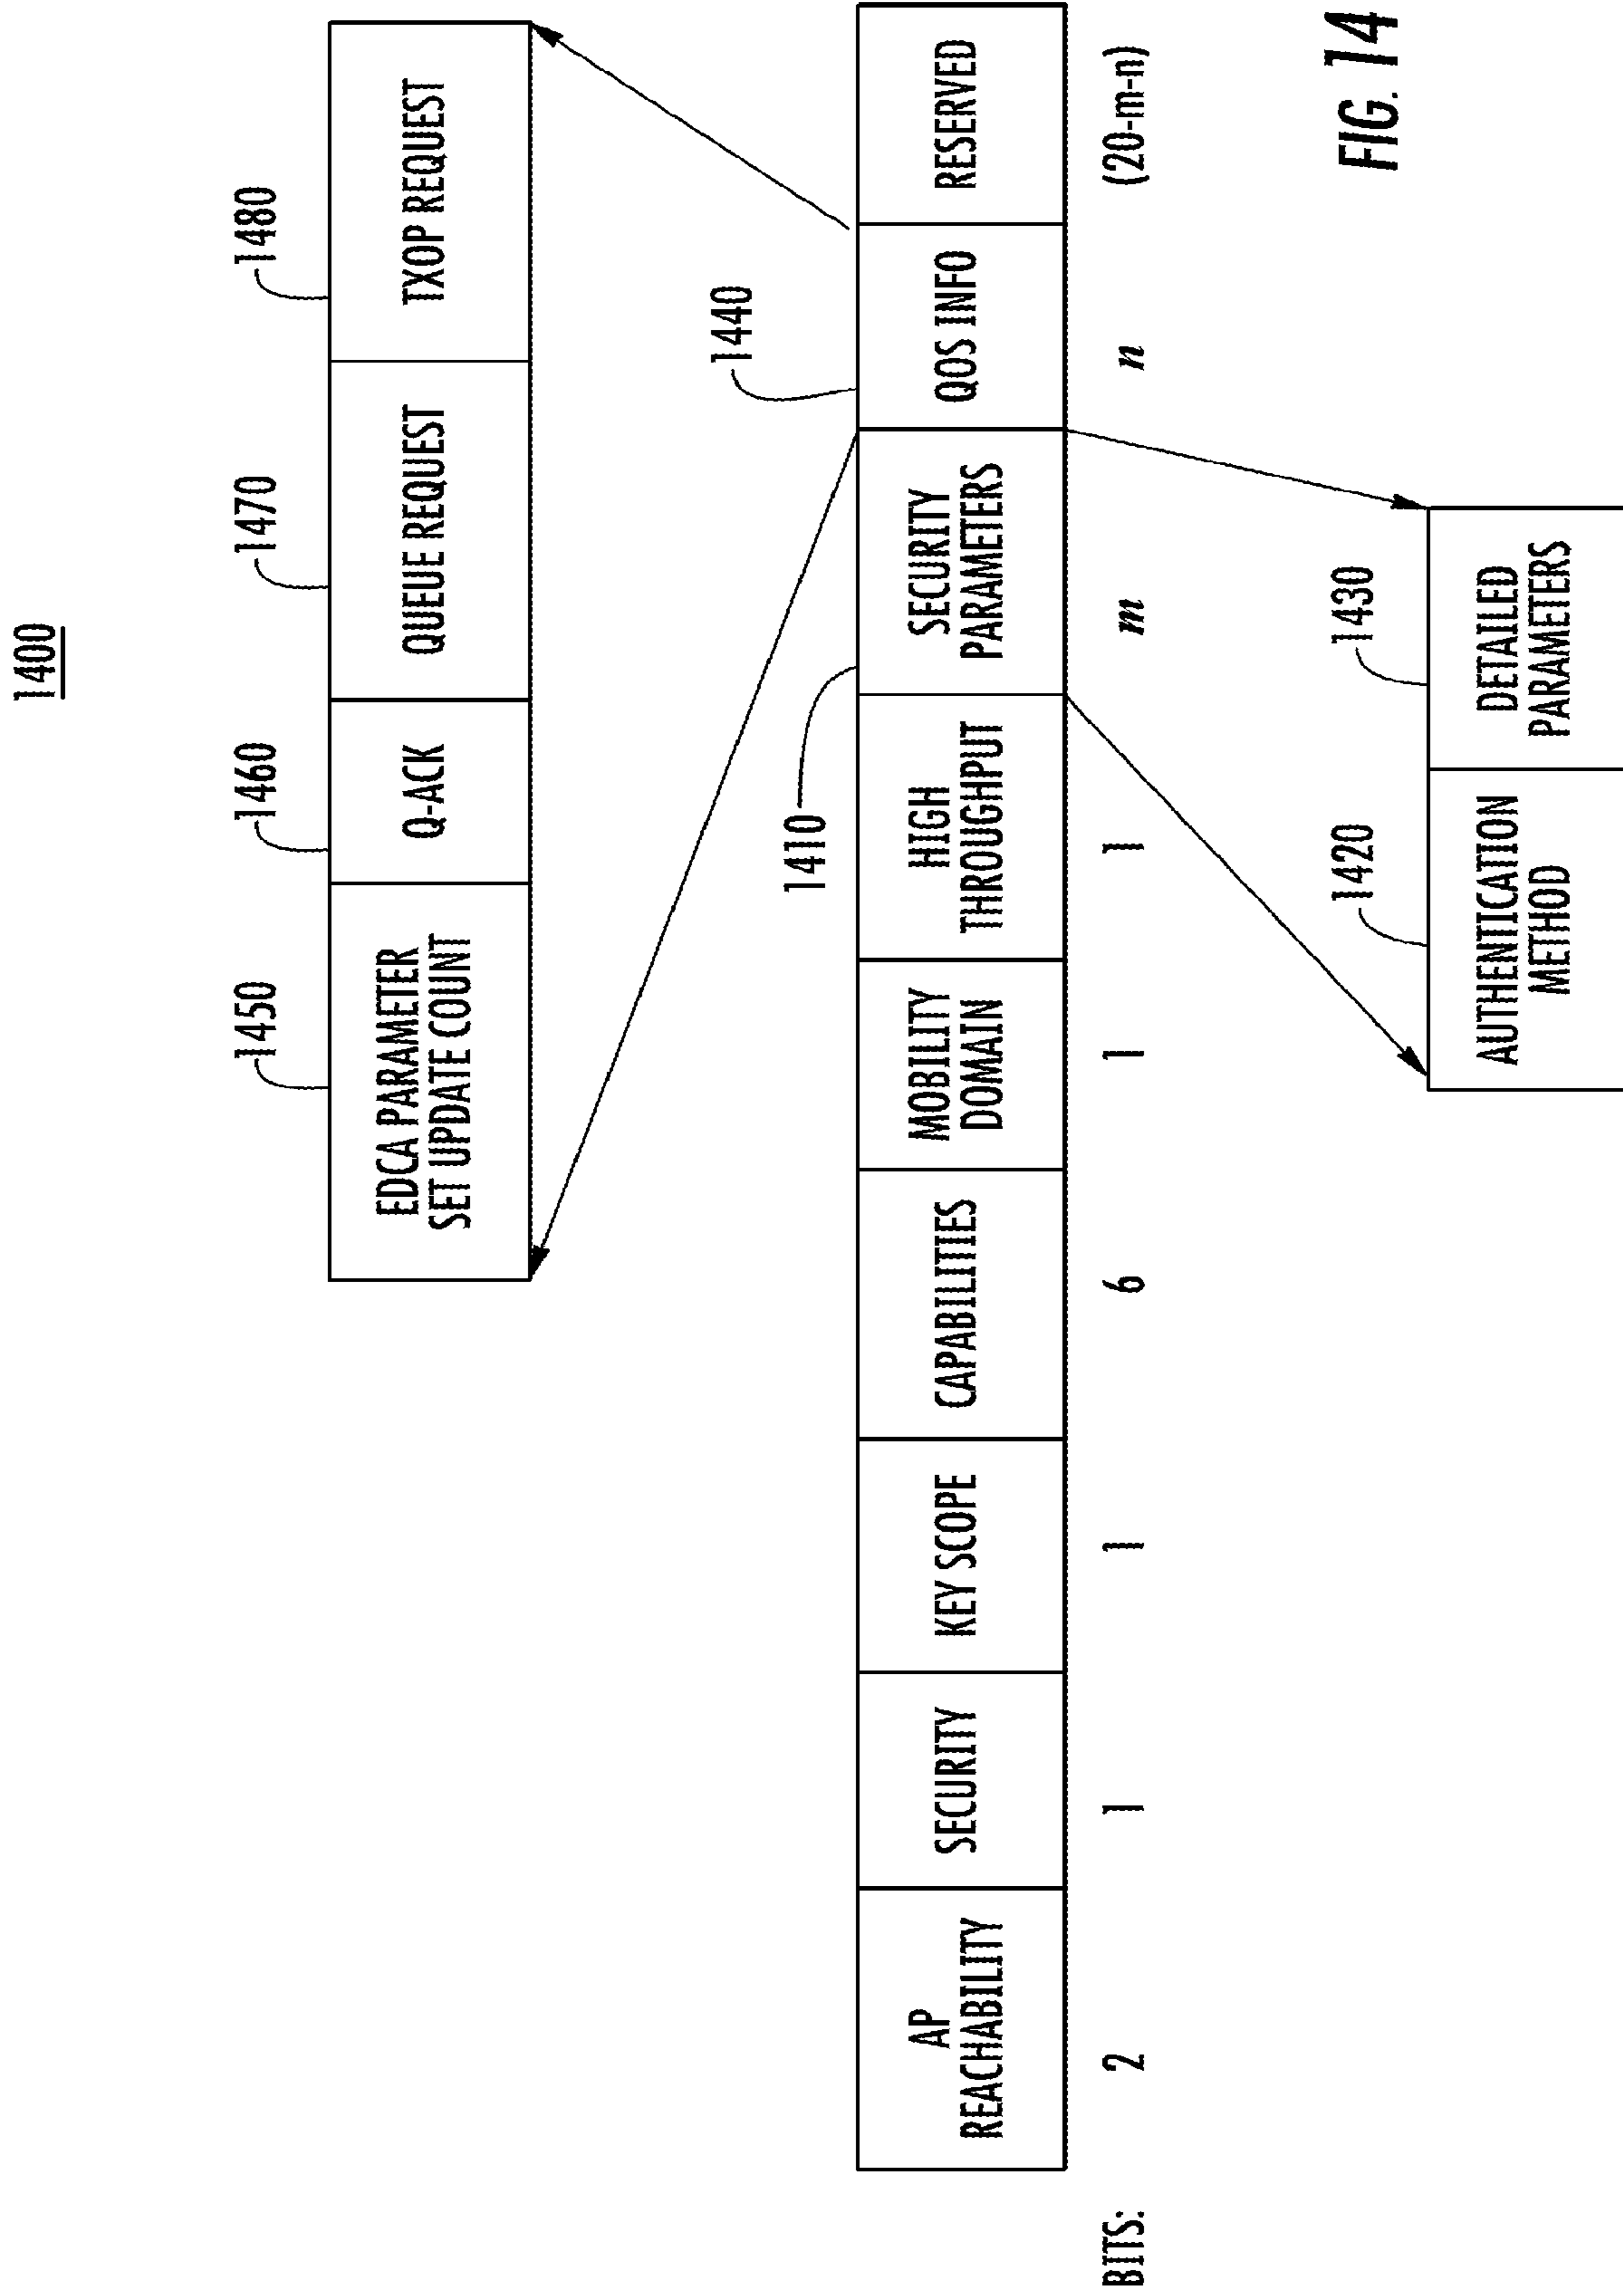 1400
1450
1460
1470
1480
EDCA PARAMETER
SET UPDATE COUNT
Q-ACK
QUEUE REQUEST
TXOP REQUEST
1410
1440
AP
REACHABILITY
SECURITY
KEY SCOPE
CAPABILITIES
MOBILITY
DOMAIN
HIGH
THROUGHPUT
SECURITY
PARAMETERS
QOS INFO
RESERVED
BITS: 2 1 1 6 1 1 m n (20-m-n)
1420
1430
AUTHENTICATION
METHOD
DETAILED
PARAMETERS
FIG. 14